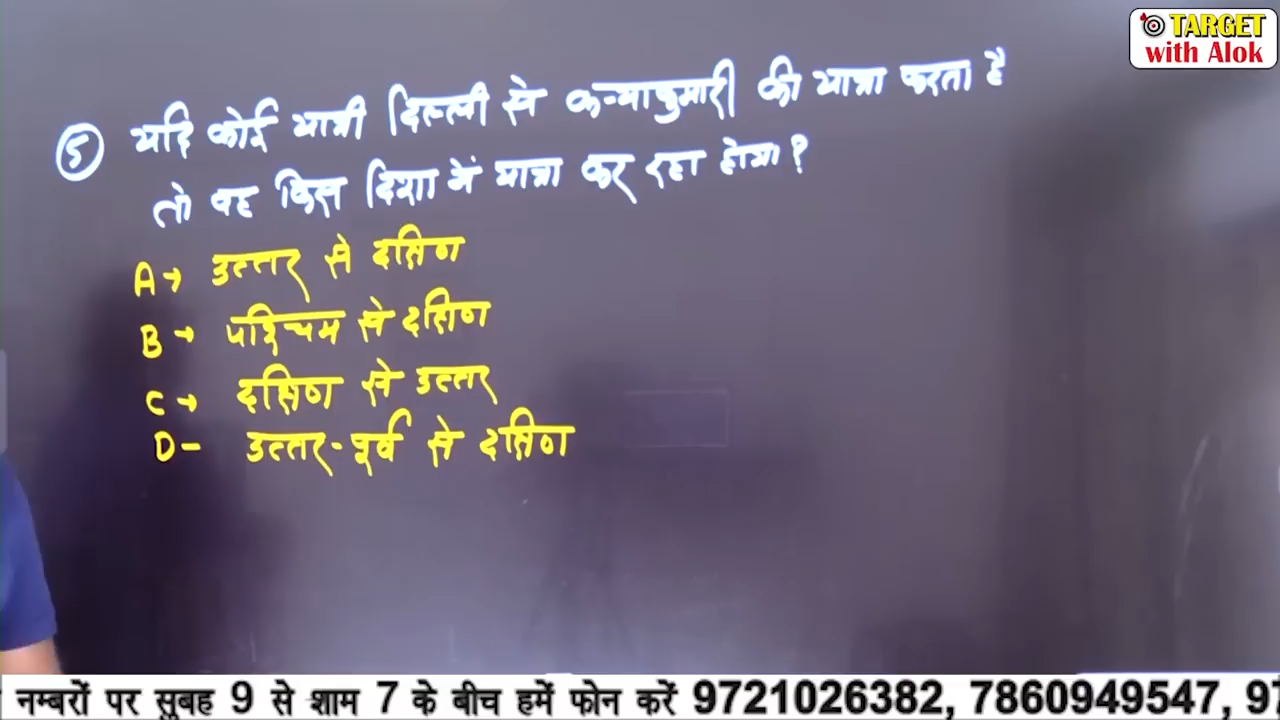 TARGET
with Alok
5 यदि कोई यात्री दिल्ली से कन्याकुमारी की यात्रा करता है
तो वह किस दिशा में यात्रा कर रहा होगा?
A→ उत्तर से दक्षिण
B→ पश्चिम से दक्षिण
C→ दक्षिण से उत्तर
D- उत्तर-पूर्व से दक्षिण
नम्बरों पर सुबह 9 से शाम 7 के बीच हमें फोन करें 9721026382, 7860949547, 97